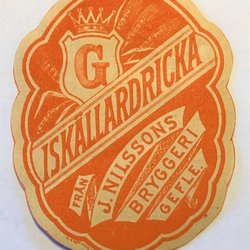 G
ISKÄLLARDRICKA
FRÅN
J. NILSSONS
BRYGGERI
GEFLE.